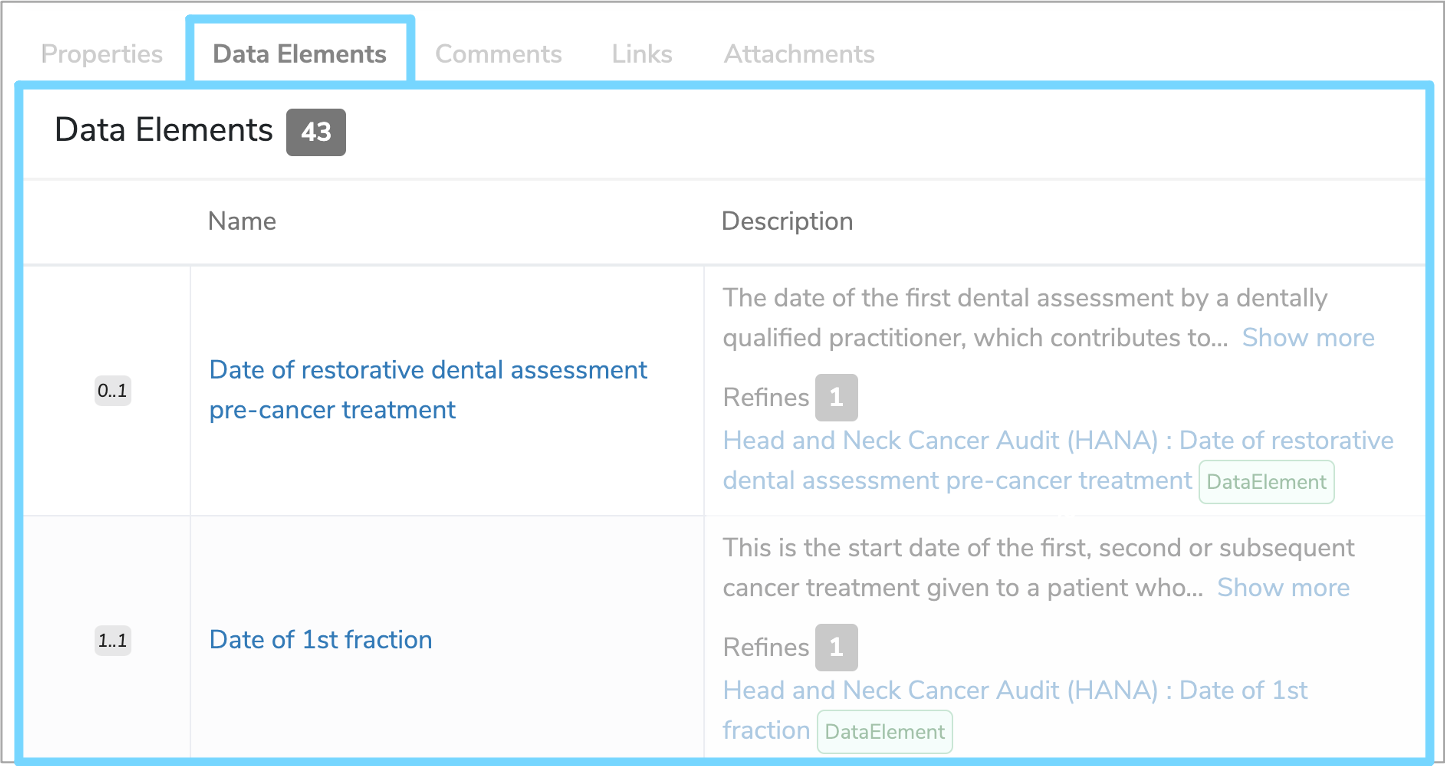 Properties Data Elements Comments Links Attachments
Data Elements 43
Name Description
The date of the first dental assessment by a dentally
qualified practitioner, which contributes to... Show more
0..1
Date of restorative dental assessment
pre-cancer treatment
Refines 1
Head and Neck Cancer Audit (HANA) : Date of restorative
dental assessment pre-cancer treatment DataElement
This is the start date of the first, second or subsequent
cancer treatment given to a patient who... Show more
1..1
Date of 1st fraction
Refines 1
Head and Neck Cancer Audit (HANA) : Date of 1st
fraction DataElement